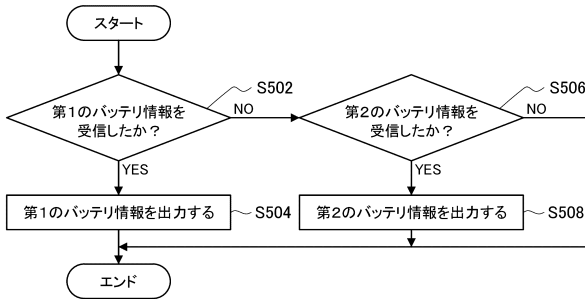 スタート
第1のバッテリ情報を
受信したか？
S502
NO
YES
第1のバッテリ情報を出力する
S504
第2のバッテリ情報を
受信したか？
S506
NO
YES
第2のバッテリ情報を出力する
S508
エンド